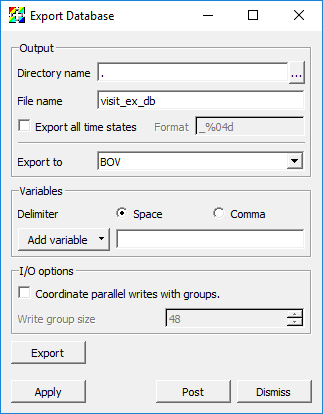 Export Database
Output
Directory name . ...
File name visit_ex_db
Export all time states Format _%04d
Export to BOV
Variables
Delimiter Space Comma
Add variable
I/O options
Coordinate parallel writes with groups.
Write group size 48
Export
Apply Post Dismiss